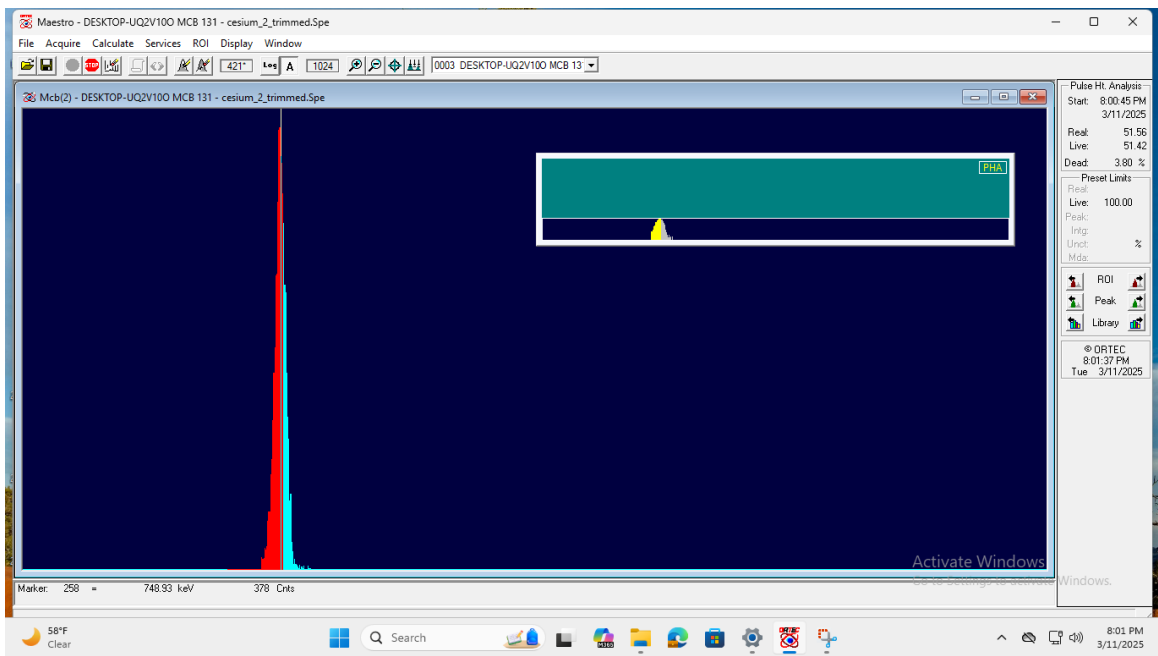 Maestro - DESKTOP-UQ2V10O MCB 131 - cesium_2_trimmed.Spe
File Acquire Calculate Services ROI Display Window
STOP 421* Log A 1024 0003 DESKTOP-UQ2V10O MCB 13
Mcb(2) - DESKTOP-UQ2V10O MCB 131 - cesium_2_trimmed.Spe
PHA
Pulse Ht. Analysis
Start: 8:00:45 PM
3/11/2025
Real: 51.56
Live: 51.42
Dead: 3.80 %
Preset Limits
Real:
Live: 100.00
Peak:
Intg:
Unct: %
Mda:
ROI
Peak
Library
© ORTEC
8:01:37 PM
Tue 3/11/2025
Activate Windows
Go to Settings to activate Windows.
Marker: 258 = 748.93 keV 378 Cnts
58°F
Clear
Search
M365
8:01 PM
3/11/2025